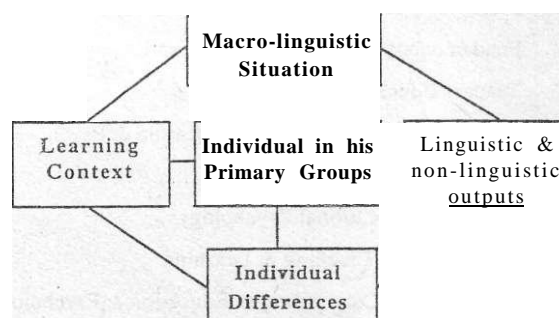 Macro-linguistic
Situation
Learning
Context
Individual in his
Primary Groups
Linguistic &
non-linguistic
outputs
Individual
Differences